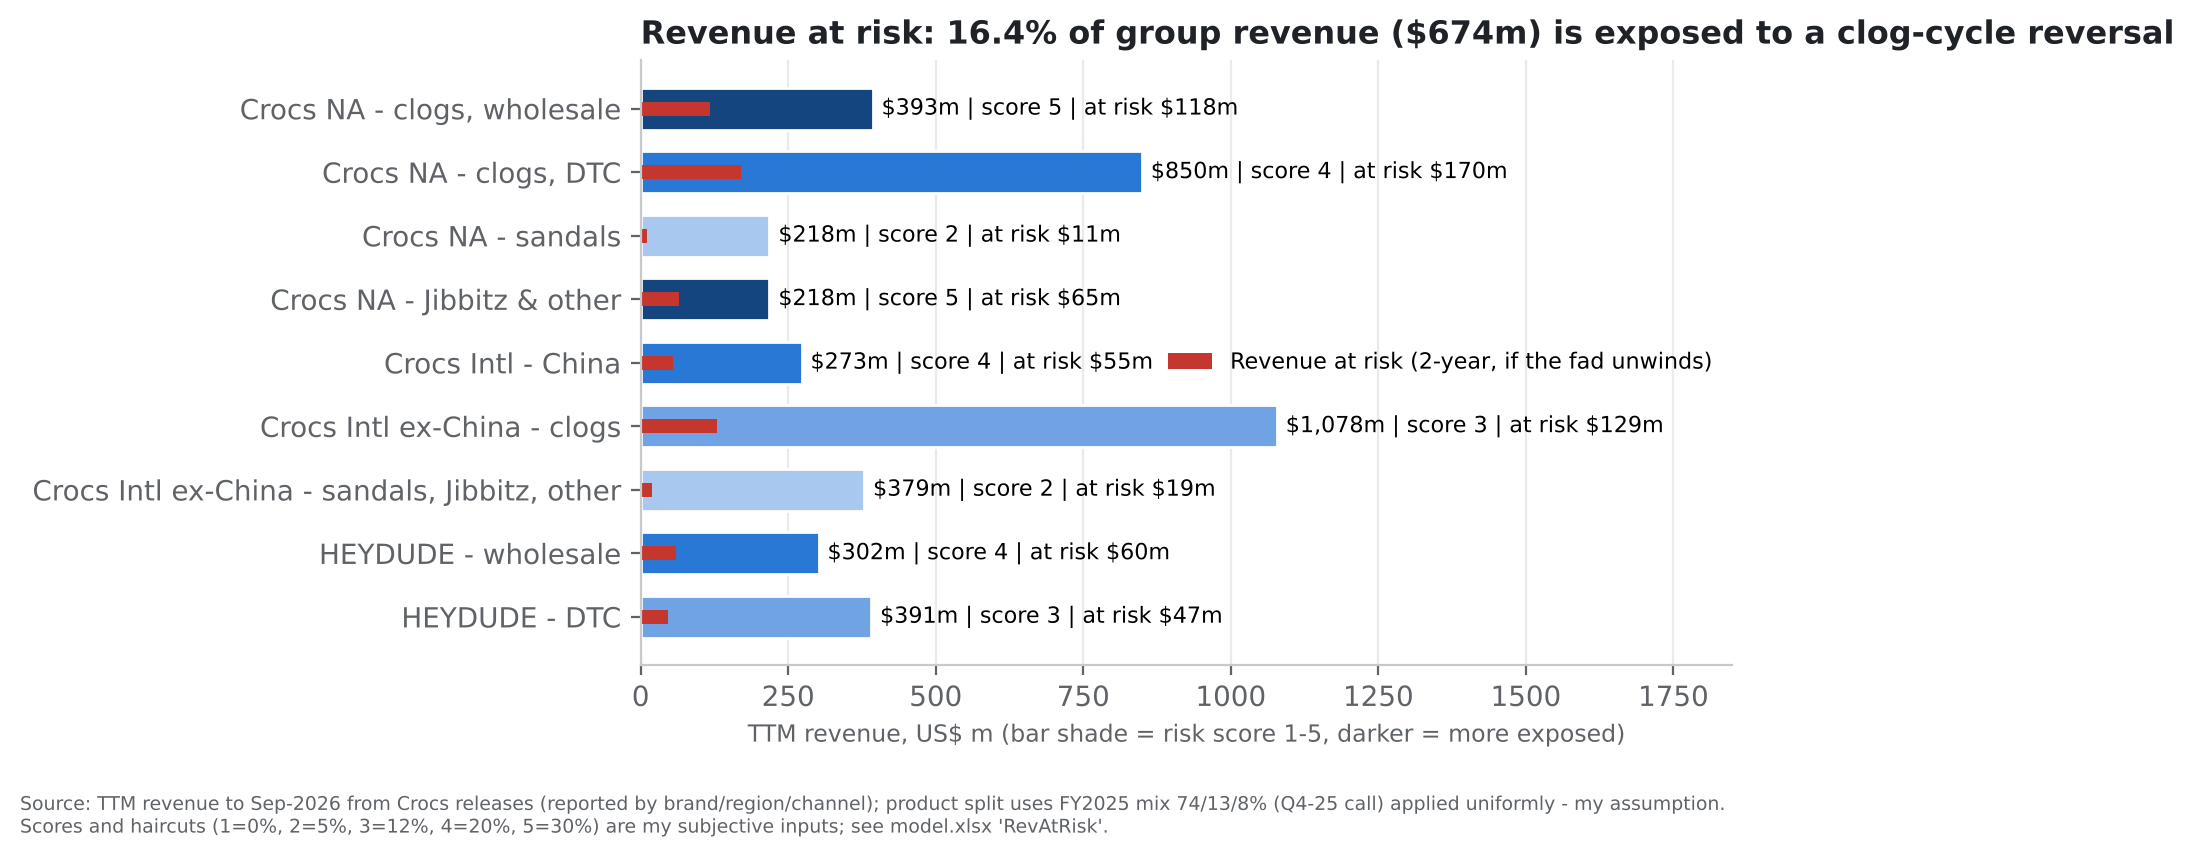 Revenue at risk: 16.4% of group revenue ($674m) is exposed to a clog-cycle reversal
Crocs NA - clogs, wholesale
$393m | score 5 | at risk $118m
Crocs NA - clogs, DTC
$850m | score 4 | at risk $170m
Crocs NA - sandals
$218m | score 2 | at risk $11m
Crocs NA - Jibbitz & other
$218m | score 5 | at risk $65m
Crocs Intl - China
$273m | score 4 | at risk $55m
Revenue at risk (2-year, if the fad unwinds)
Crocs Intl ex-China - clogs
$1,078m | score 3 | at risk $129m
Crocs Intl ex-China - sandals, Jibbitz, other
$379m | score 2 | at risk $19m
HEYDUDE - wholesale
$302m | score 4 | at risk $60m
HEYDUDE - DTC
$391m | score 3 | at risk $47m
0 250 500 750 1000 1250 1500 1750
TTM revenue, US$ m (bar shade = risk score 1-5, darker = more exposed)
Source: TTM revenue to Sep-2026 from Crocs releases (reported by brand/region/channel); product split uses FY2025 mix 74/13/8% (Q4-25 call) applied uniformly - my assumption.
Scores and haircuts (1=0%, 2=5%, 3=12%, 4=20%, 5=30%) are my subjective inputs; see model.xlsx 'RevAtRisk'.